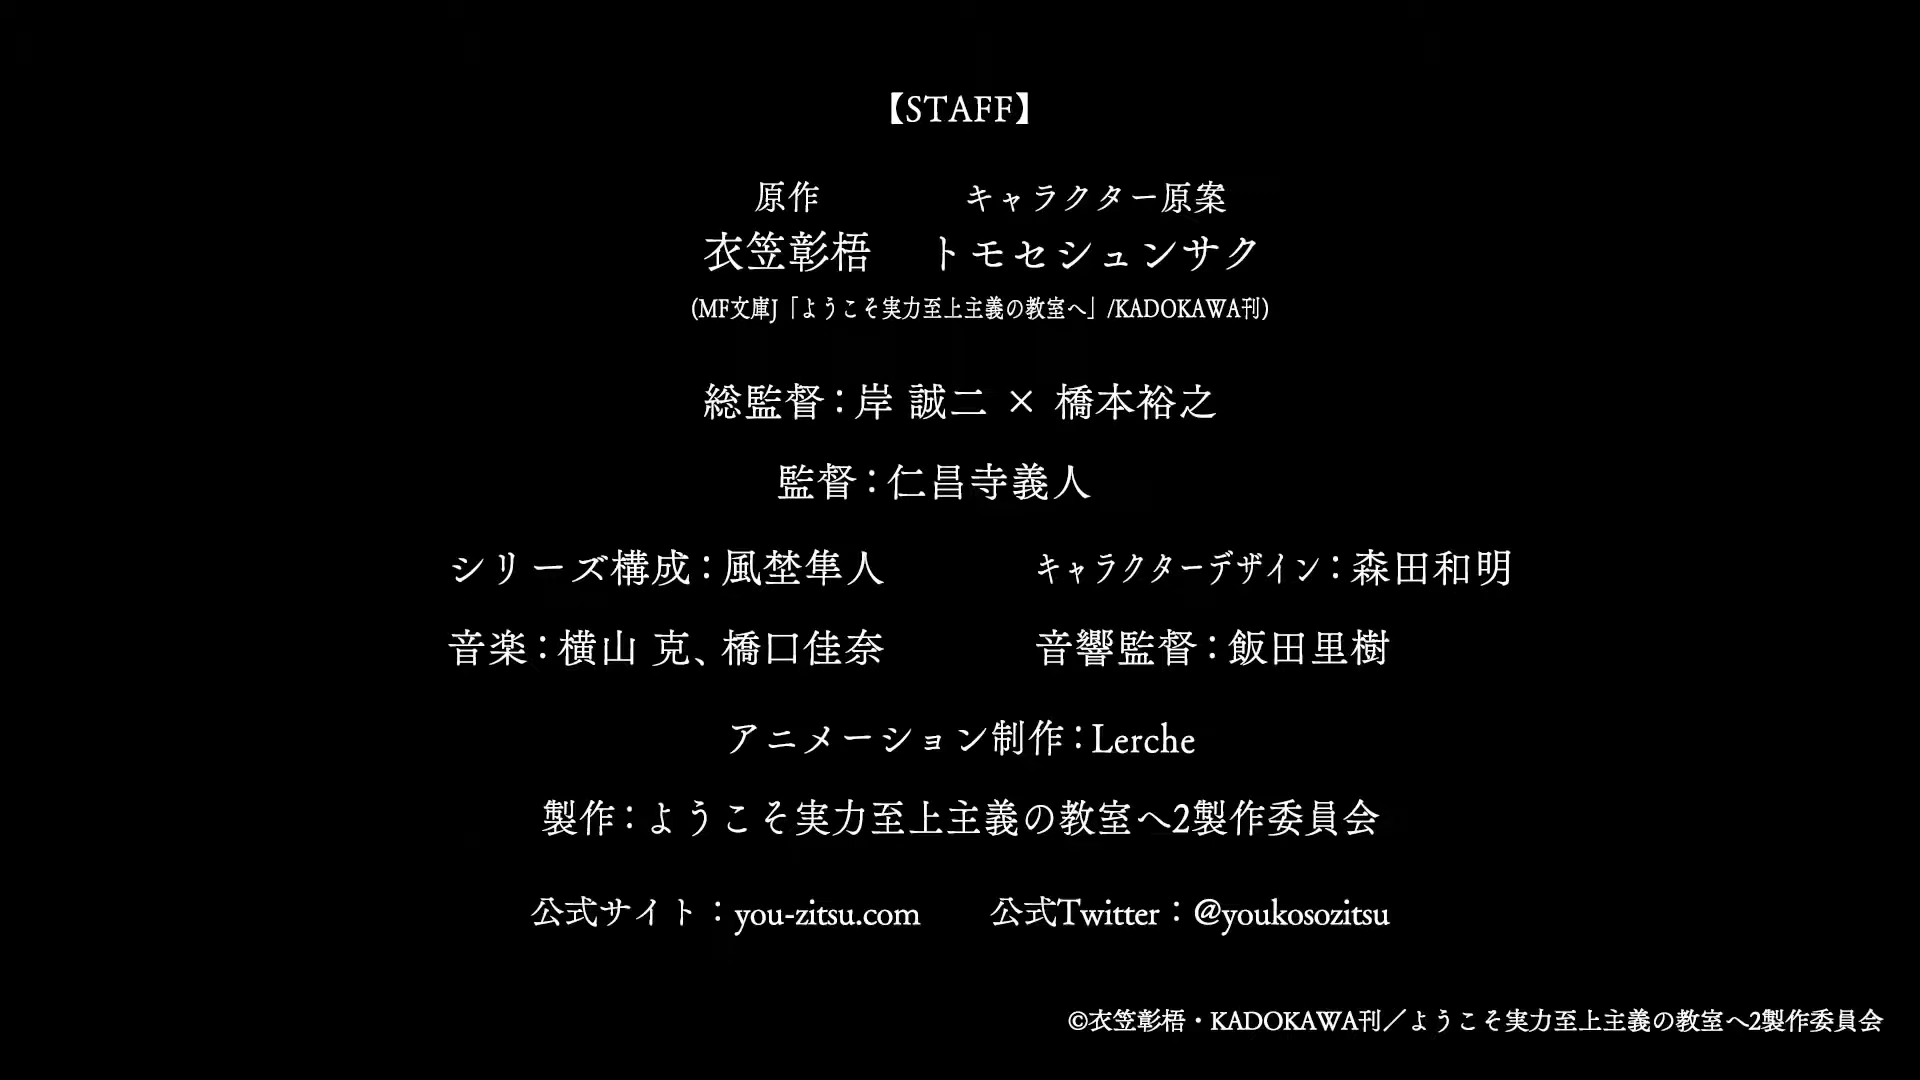 【STAFF】
原作 キャラクター原案
衣笠彰梧 トモセシュンサク
(MF文庫J「ようこそ実力至上主義の教室へ」/KADOKAWA刊)
総監督：岸 誠二 × 橋本裕之
監督：仁昌寺義人
シリーズ構成：風埜隼人 キャラクターデザイン：森田和明
音楽：横山 克、橋口佳奈 音響監督：飯田里樹
アニメーション制作：Lerche
製作：ようこそ実力至上主義の教室へ2製作委員会
公式サイト：you-zitsu.com 公式Twitter：@youkosozitsu
©衣笠彰梧・KADOKAWA刊／ようこそ実力至上主義の教室へ2製作委員会